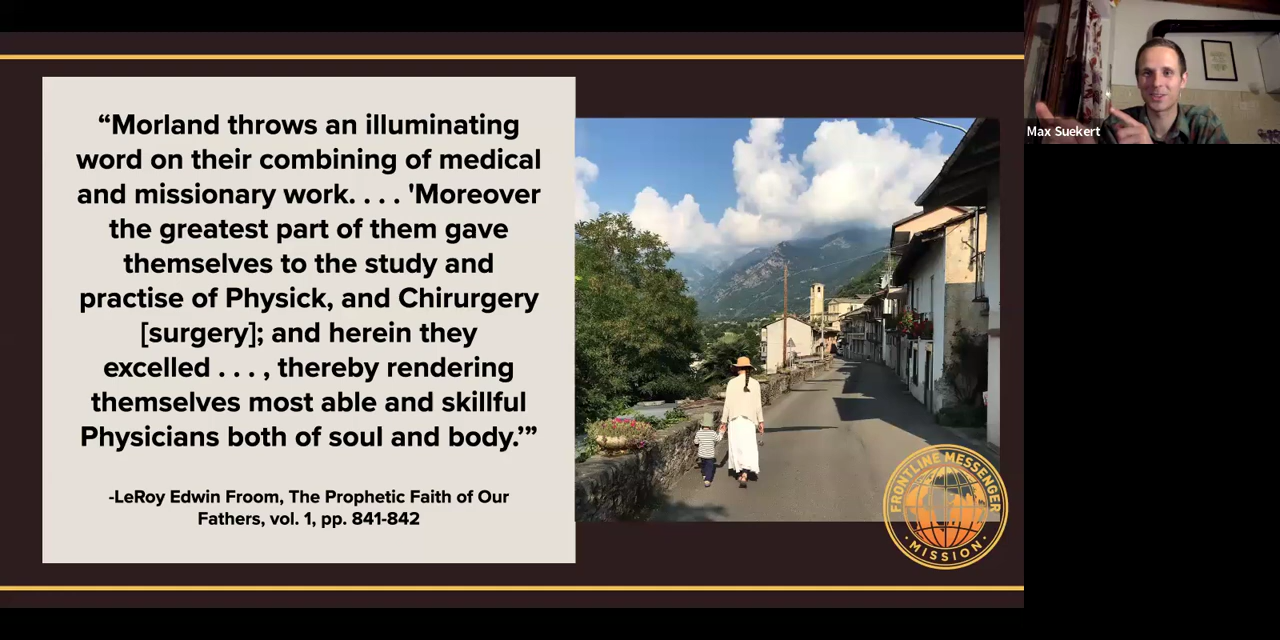 “Morland throws an illuminating
word on their combining of medical
and missionary work. . . . 'Moreover
the greatest part of them gave
themselves to the study and
practise of Physick, and Chirurgery
[surgery]; and herein they
excelled . . . , thereby rendering
themselves most able and skillful
Physicians both of soul and body.’”
-LeRoy Edwin Froom, The Prophetic Faith of Our
Fathers, vol. 1, pp. 841-842
FRONTLINE MESSENGER
· MISSION ·
Max Suekert